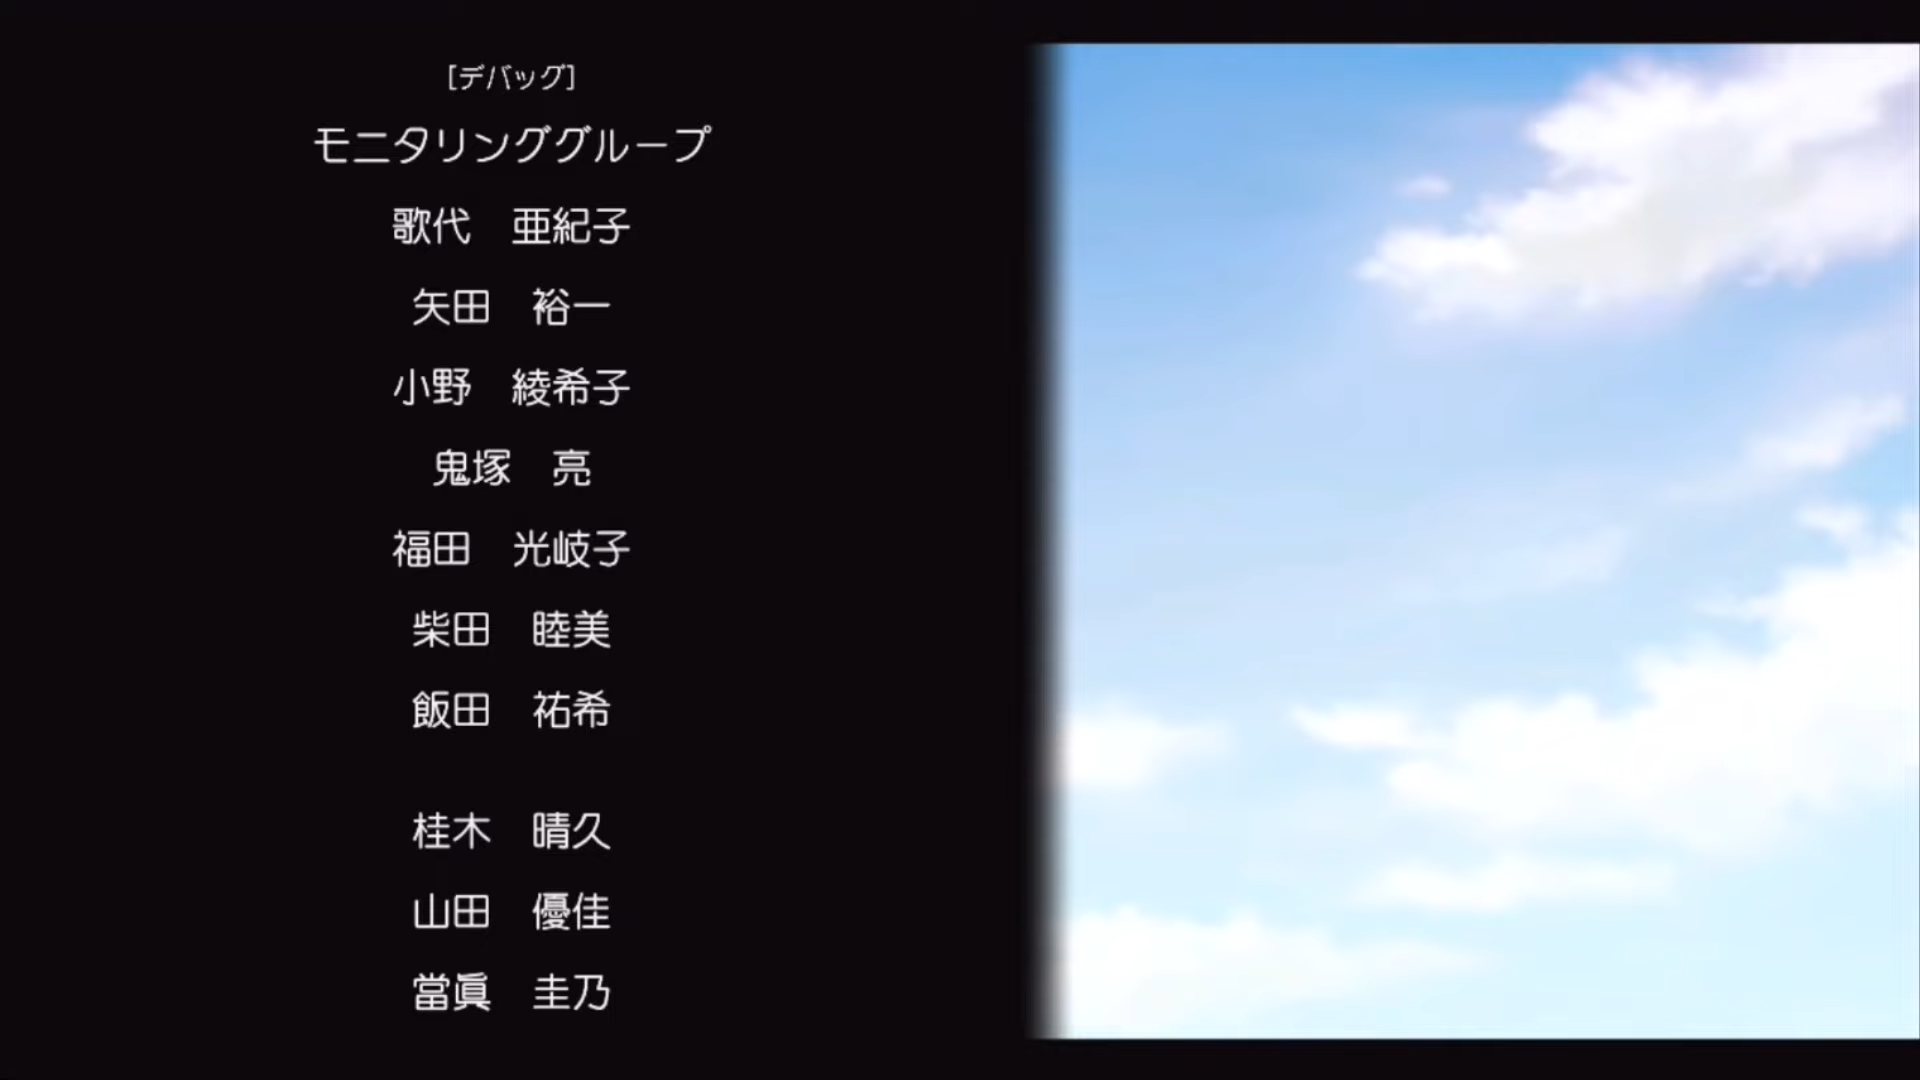 [デバッグ]
モニタリンググループ
歌代　亜紀子
矢田　裕一
小野　綾希子
鬼塚　亮
福田　光岐子
柴田　睦美
飯田　祐希
桂木　晴久
山田　優佳
當眞　圭乃